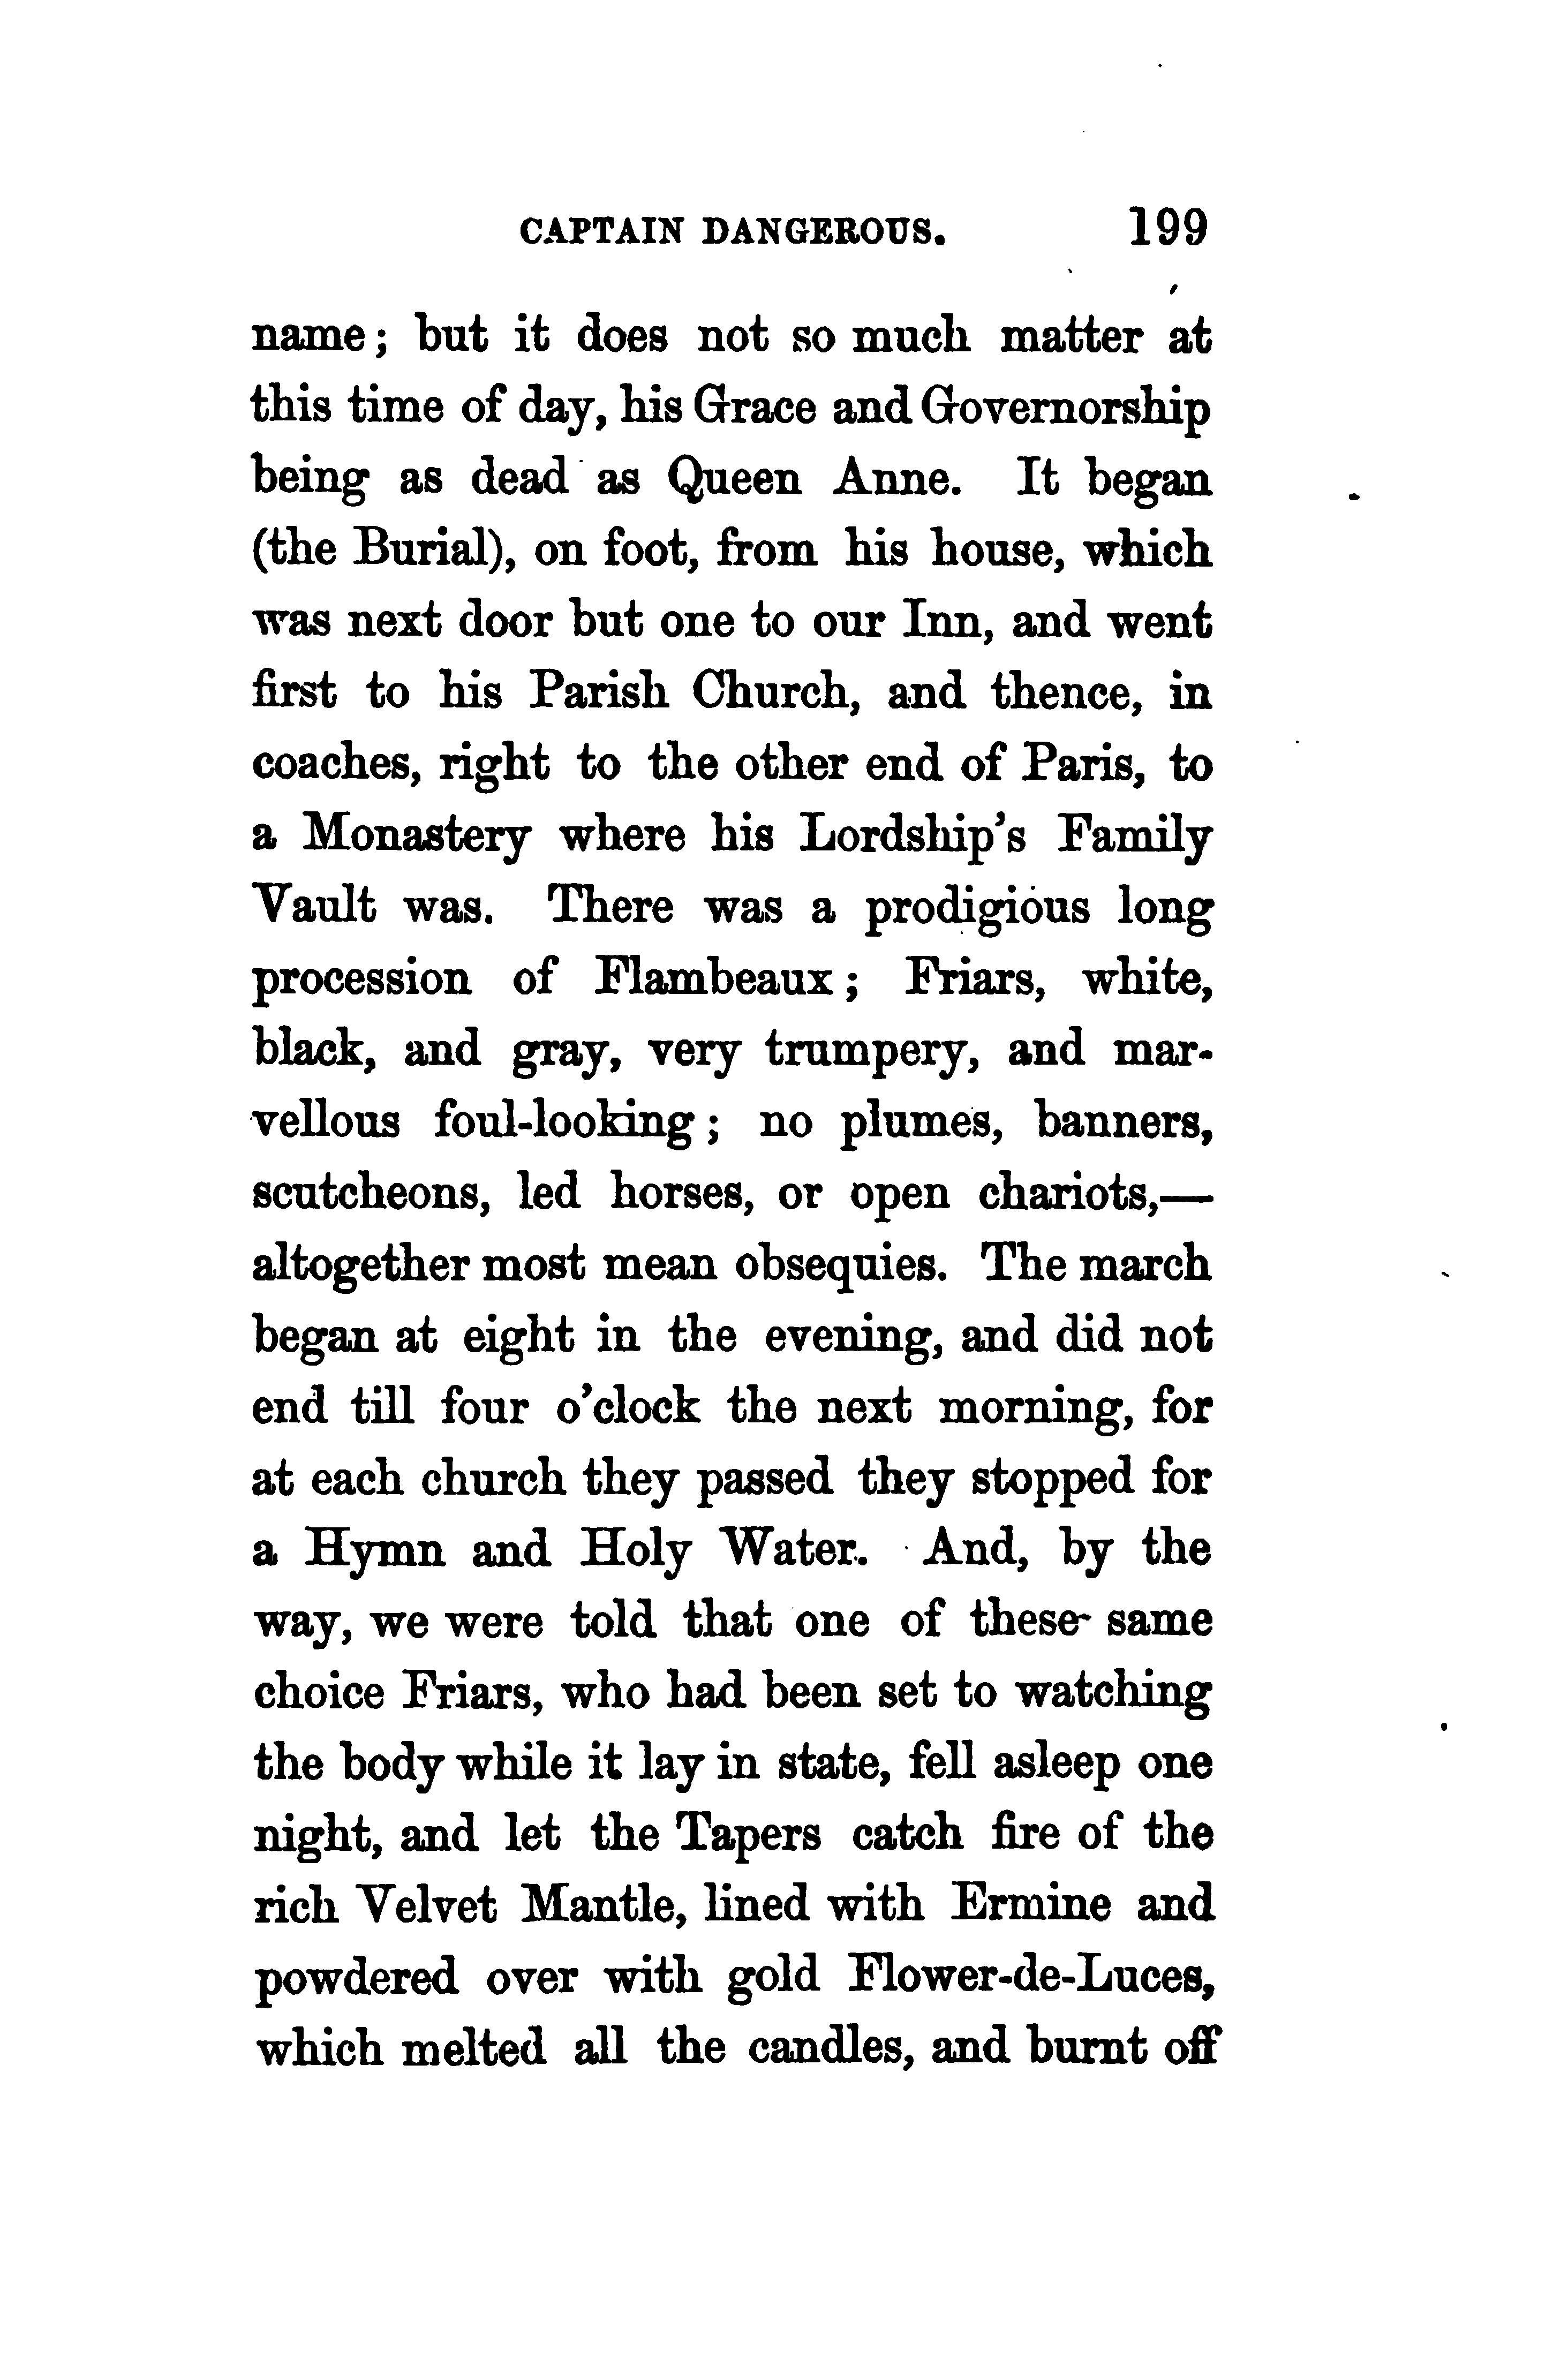 CAPTAIN DANGEROUS. 199
name; but it does not so much matter at
this time of day, his Grace and Governorship
being as dead as Queen Anne. It began
(the Burial), on foot, from his house, which
was next door but one to our Inn, and went
first to his Parish Church, and thence, in
coaches, right to the other end of Paris, to
a Monastery where his Lordship's Family
Vault was. There was a prodigious long
procession of Flambeaux; Friars, white,
black, and gray, very trumpery, and mar-
vellous foul-looking; no plumes, banners,
scutcheons, led horses, or open chariots,—
altogether most mean obsequies. The march
began at eight in the evening, and did not
end till four o'clock the next morning, for
at each church they passed they stopped for
a Hymn and Holy Water. And, by the
way, we were told that one of these same
choice Friars, who had been set to watching
the body while it lay in state, fell asleep one
night, and let the Tapers catch fire of the
rich Velvet Mantle, lined with Ermine and
powdered over with gold Flower-de-Luces,
which melted all the candles, and burnt off